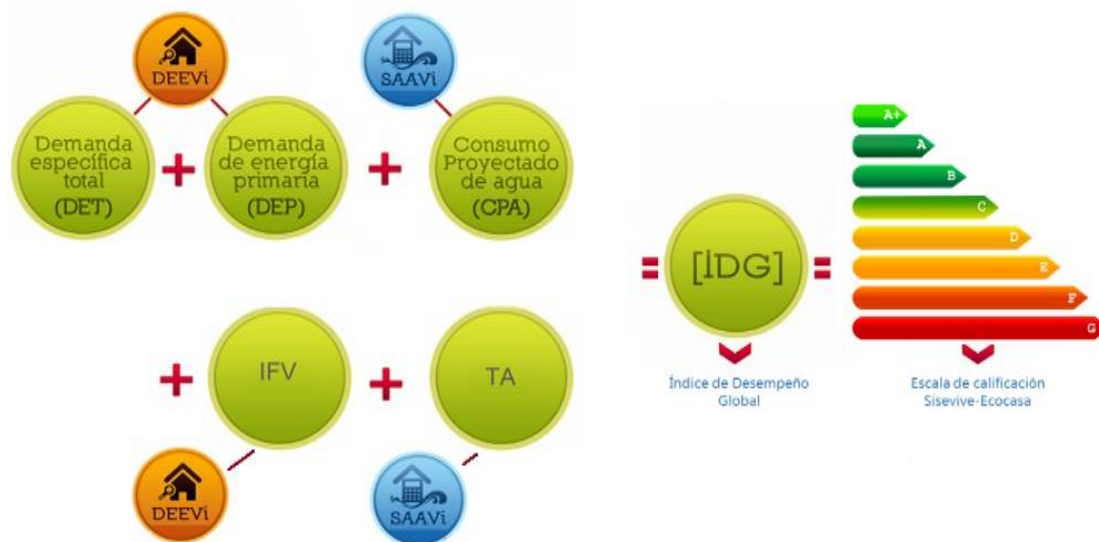 DEEVi
SAAVi
Demanda
específica
total
(DET)
+
Demanda
de energía
primaria
(DEP)
+
Consumo
Proyectado
de agua
(CPA)
+
IFV
+
TA
DEEVi
SAAVi
=
[IDG]
=
Índice de Desempeño
Global
A+
A
B
C
D
E
F
G
Escala de calificación
Sisevive-Ecocasa